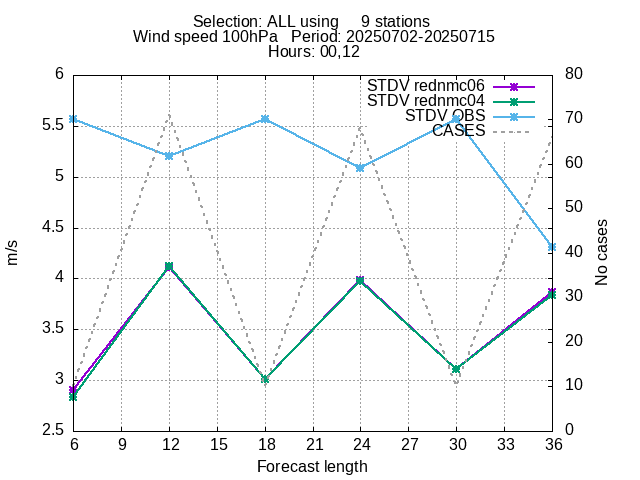 Selection: ALL using     9 stations
Wind speed 100hPa   Period: 20250702-20250715
Hours: 00,12
STDV rednmc06
STDV rednmc04
STDV OBS
CASES
6
5.5
5
4.5
4
3.5
3
2.5
m/s
80
70
60
50
40
30
20
10
0
No cases
6 9 12 15 18 21 24 27 30 33 36
Forecast length